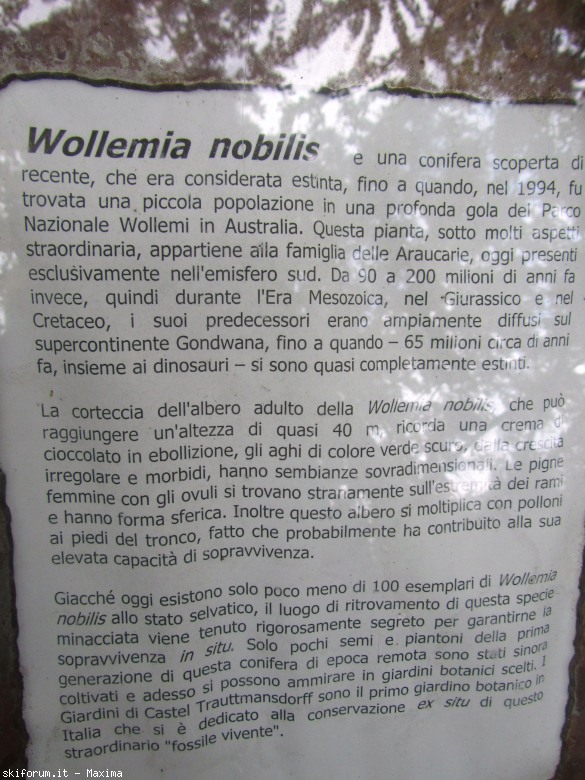 Wollemia nobilis e una conifera scoperta di
recente, che era considerata estinta, fino a quando, nel 1994, fu
trovata una piccola popolazione in una profonda gola del Parco
Nazionale Wollemi in Australia. Questa pianta, sotto molti aspetti
straordinaria, appartiene alla famiglia delle Araucarie, oggi presenti
esclusivamente nell'emisfero sud. Da 90 a 200 milioni di anni fa
invece, quindi durante l'Era Mesozoica, nel Giurassico e nel
Cretaceo, i suoi predecessori erano ampiamente diffusi sul
supercontinente Gondwana, fino a quando – 65 milioni circa di anni
fa, insieme ai dinosauri – si sono quasi completamente estinti.
La corteccia dell'albero adulto della Wollemia nobilis, che può
raggiungere un'altezza di quasi 40 m, ricorda una crema di
cioccolato in ebollizione, gli aghi di colore verde scuro, dalla crescita
irregolare e morbidi, hanno sembianze sovradimensionali. Le pigne
femmine con gli ovuli si trovano stranamente sull'estremità dei rami
e hanno forma sferica. Inoltre questo albero si moltiplica con polloni
ai piedi del tronco, fatto che probabilmente ha contribuito alla sua
elevata capacità di sopravvivenza.
Giacché oggi esistono solo poco meno di 100 esemplari di Wollemia
nobilis allo stato selvatico, il luogo di ritrovamento di questa specie
minacciata viene tenuto rigorosamente segreto per garantirne la
sopravvivenza in situ. Solo pochi semi e piantoni della prima
generazione di questa conifera di epoca remota sono stati sinora
coltivati e adesso si possono ammirare in giardini botanici scelti. I
Giardini di Castel Trauttmansdorff sono il primo giardino botanico in
Italia che si è dedicato alla conservazione ex situ di questo
straordinario "fossile vivente".
skiforum.it - Maxima